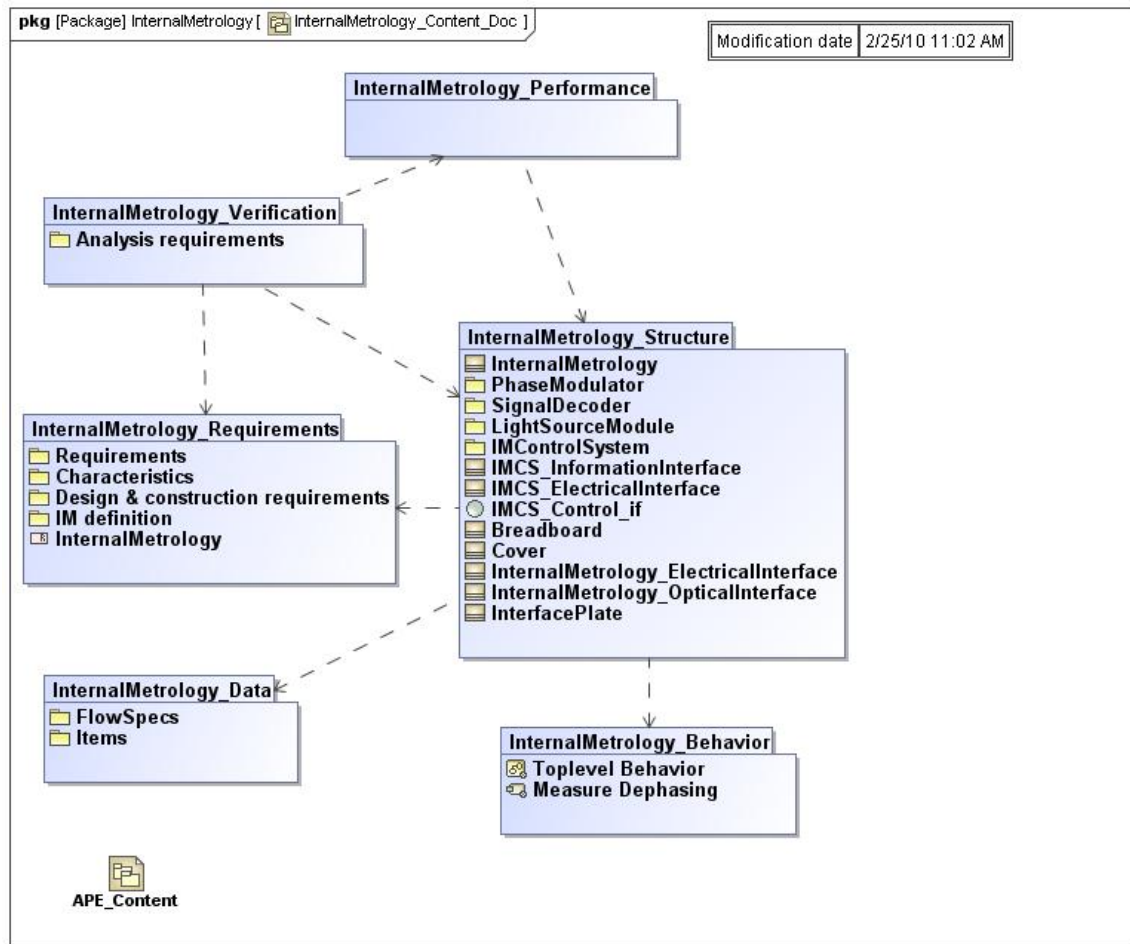 pkg [Package] InternalMetrology [ InternalMetrology_Content_Doc ]
Modification date 2/25/10 11:02 AM
InternalMetrology_Performance
InternalMetrology_Verification
Analysis requirements
InternalMetrology_Structure
InternalMetrology
PhaseModulator
SignalDecoder
LightSourceModule
IMControlSystem
IMCS_InformationInterface
IMCS_ElectricalInterface
IMCS_Control_if
Breadboard
Cover
InternalMetrology_ElectricalInterface
InternalMetrology_OpticalInterface
InterfacePlate
InternalMetrology_Requirements
Requirements
Characteristics
Design & construction requirements
IM definition
InternalMetrology
InternalMetrology_Data
FlowSpecs
Items
InternalMetrology_Behavior
Toplevel Behavior
Measure Dephasing
APE_Content